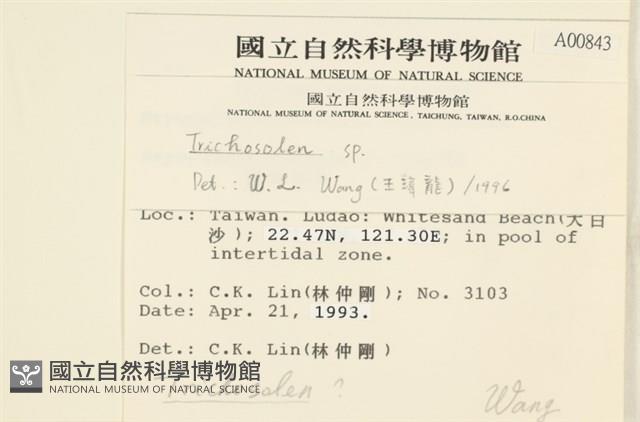 國立自然科學博物館
A00843
NATIONAL MUSEUM OF NATURAL SCIENCE
國立自然科學博物館
NATIONAL MUSEUM OF NATURAL SCIENCE, TAICHUNG, TAIWAN, R.O.CHINA
Trichosolen sp.
Det.: W. L. Wang (王瑋龍) /1996
Loc.: Taiwan. Ludao: Whitesand Beach(大白
沙); 22.47N, 121.30E; in pool of
intertidal zone.
Col.: C.K. Lin(林仲剛); No. 3103
Date: Apr. 21, 1993.
Det.: C.K. Lin(林仲剛)
國立自然科學博物館
NATIONAL MUSEUM OF NATURAL SCIENCE
Trichosolen ?
Wang